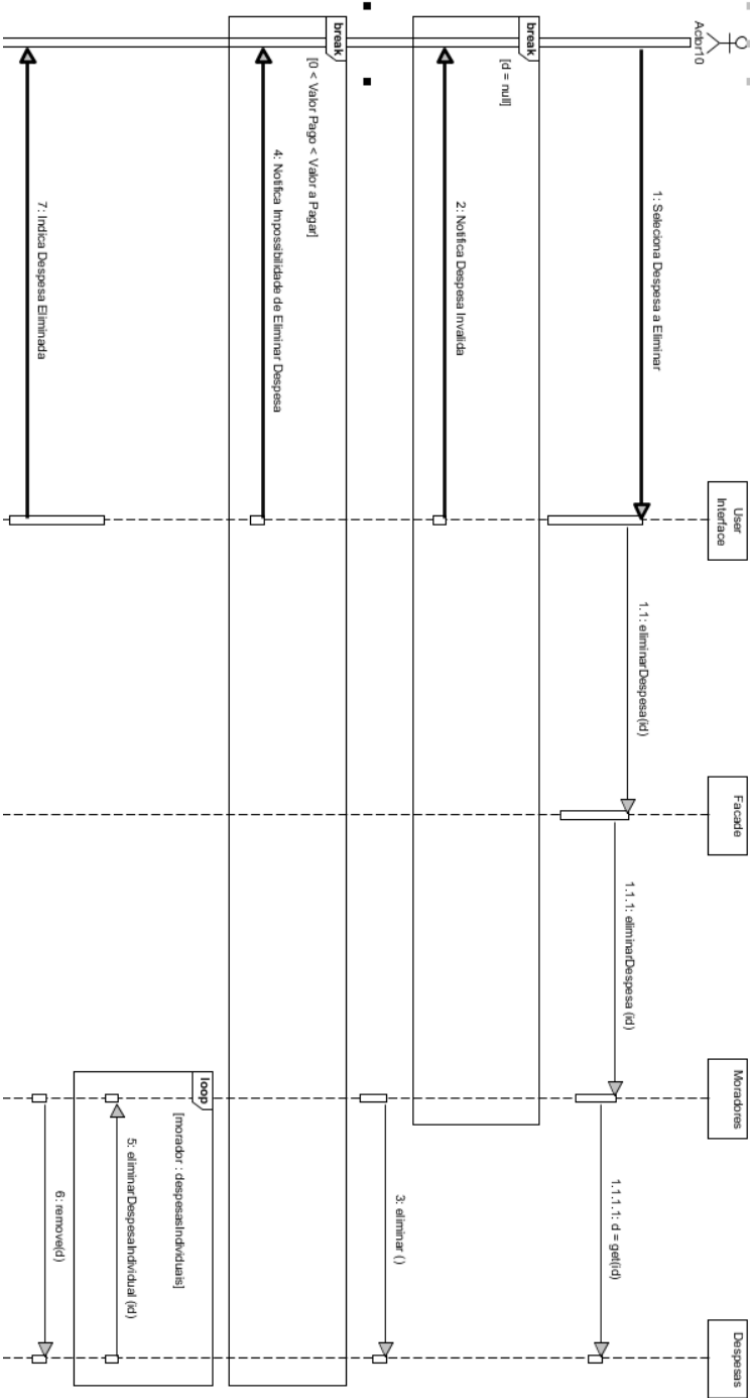 Actor10
User
Interface
Facade
Moradores
Despesas
1: Seleciona Despesa a Eliminar
1.1: eliminarDespesa(id)
1.1.1: eliminarDespesa (id)
1.1.1.1: d = get(id)
break
[d = null]
2: Notifica Despesa Invalida
3: eliminar ()
break
[0 < Valor Pago < Valor a Pagar]
4: Notifica Impossibilidade de Eliminar Despesa
loop
[morador : despesasIndividuais]
5: eliminarDespesaIndividual (id)
6: remove(d)
7: Indica Despesa Eliminada